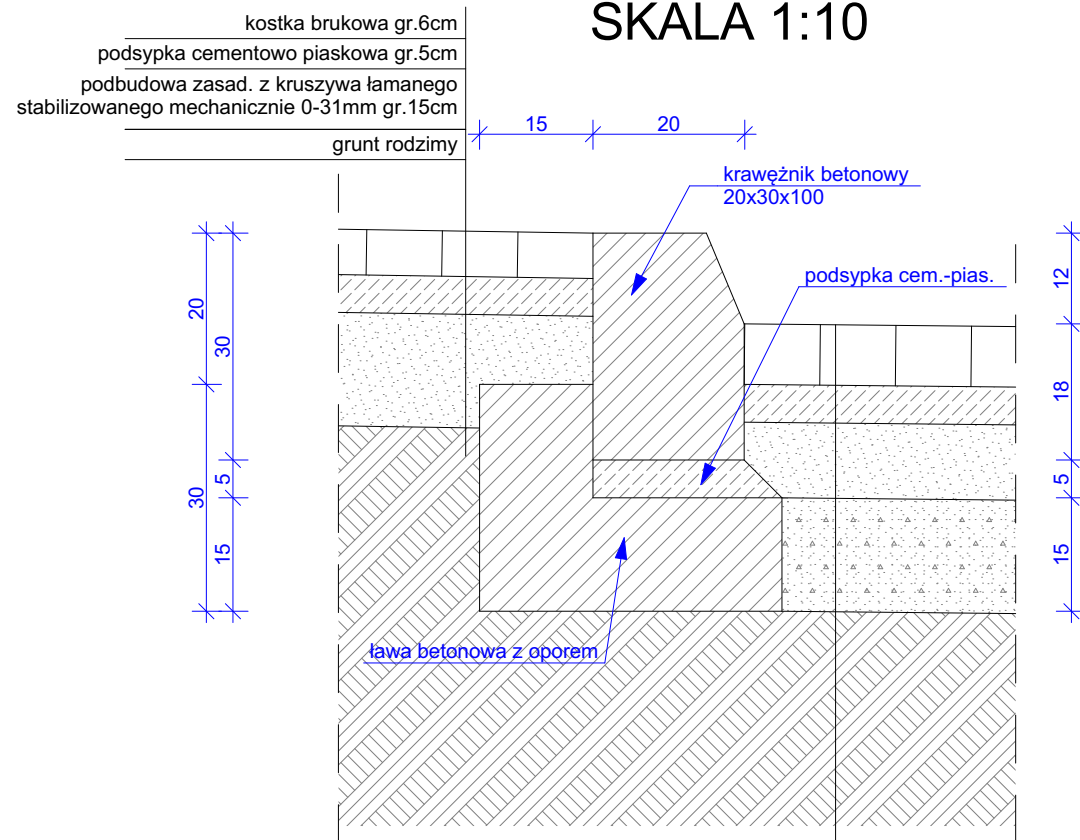 SKALA 1:10
kostka brukowa gr.6cm
podsypka cementowo piaskowa gr.5cm
podbudowa zasad. z kruszywa łamanego
stabilizowanego mechanicznie 0-31mm gr.15cm
grunt rodzimy
15
20
krawężnik betonowy
20x30x100
podsypka cem.-pias.
20
30
30
5
15
12
18
5
15
ława betonowa z oporem